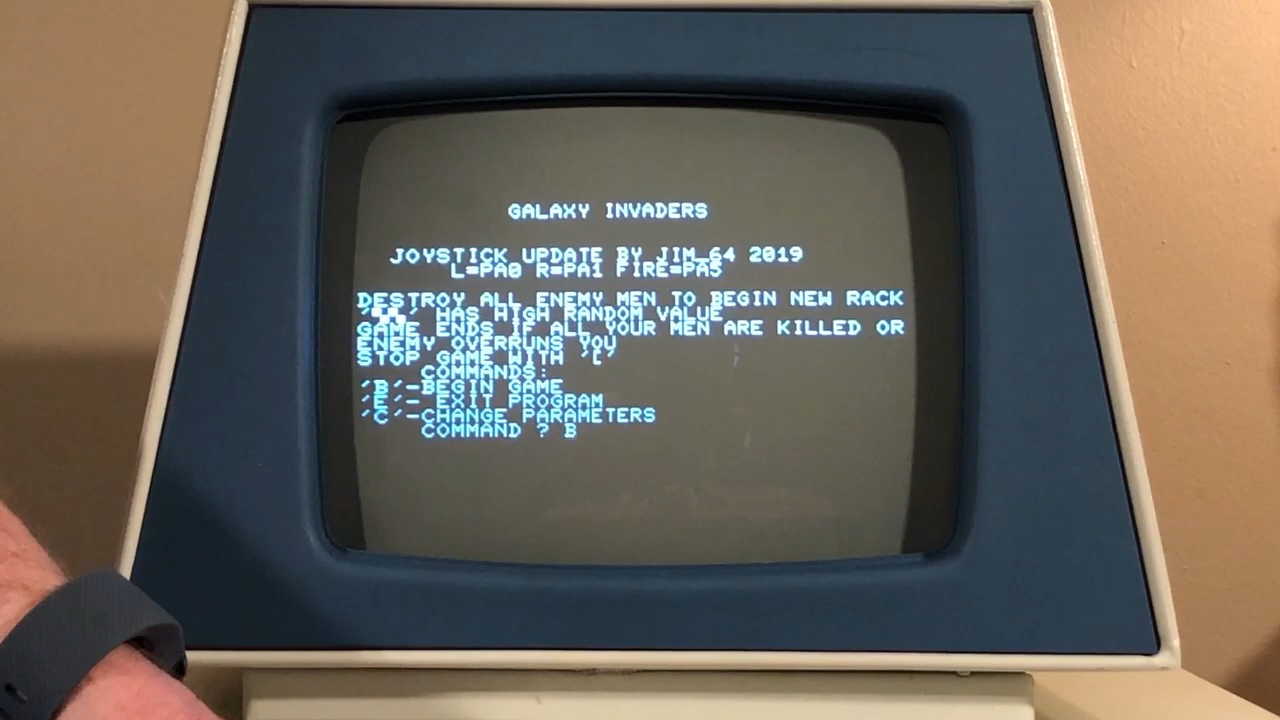 GALAXY INVADERS
JOYSTICK UPDATE BY JIM_64 2019
L=PA0 R=PA1 FIRE=PA5
DESTROY ALL ENEMY MEN TO BEGIN NEW RACK
' ' HAS HIGH RANDOM VALUE
GAME ENDS IF ALL YOUR MEN ARE KILLED OR
ENEMY OVERRUNS YOU
STOP GAME WITH '['
COMMANDS:
'B'-BEGIN GAME
'E'- EXIT PROGRAM
'C'-CHANGE PARAMETERS
COMMAND ? B